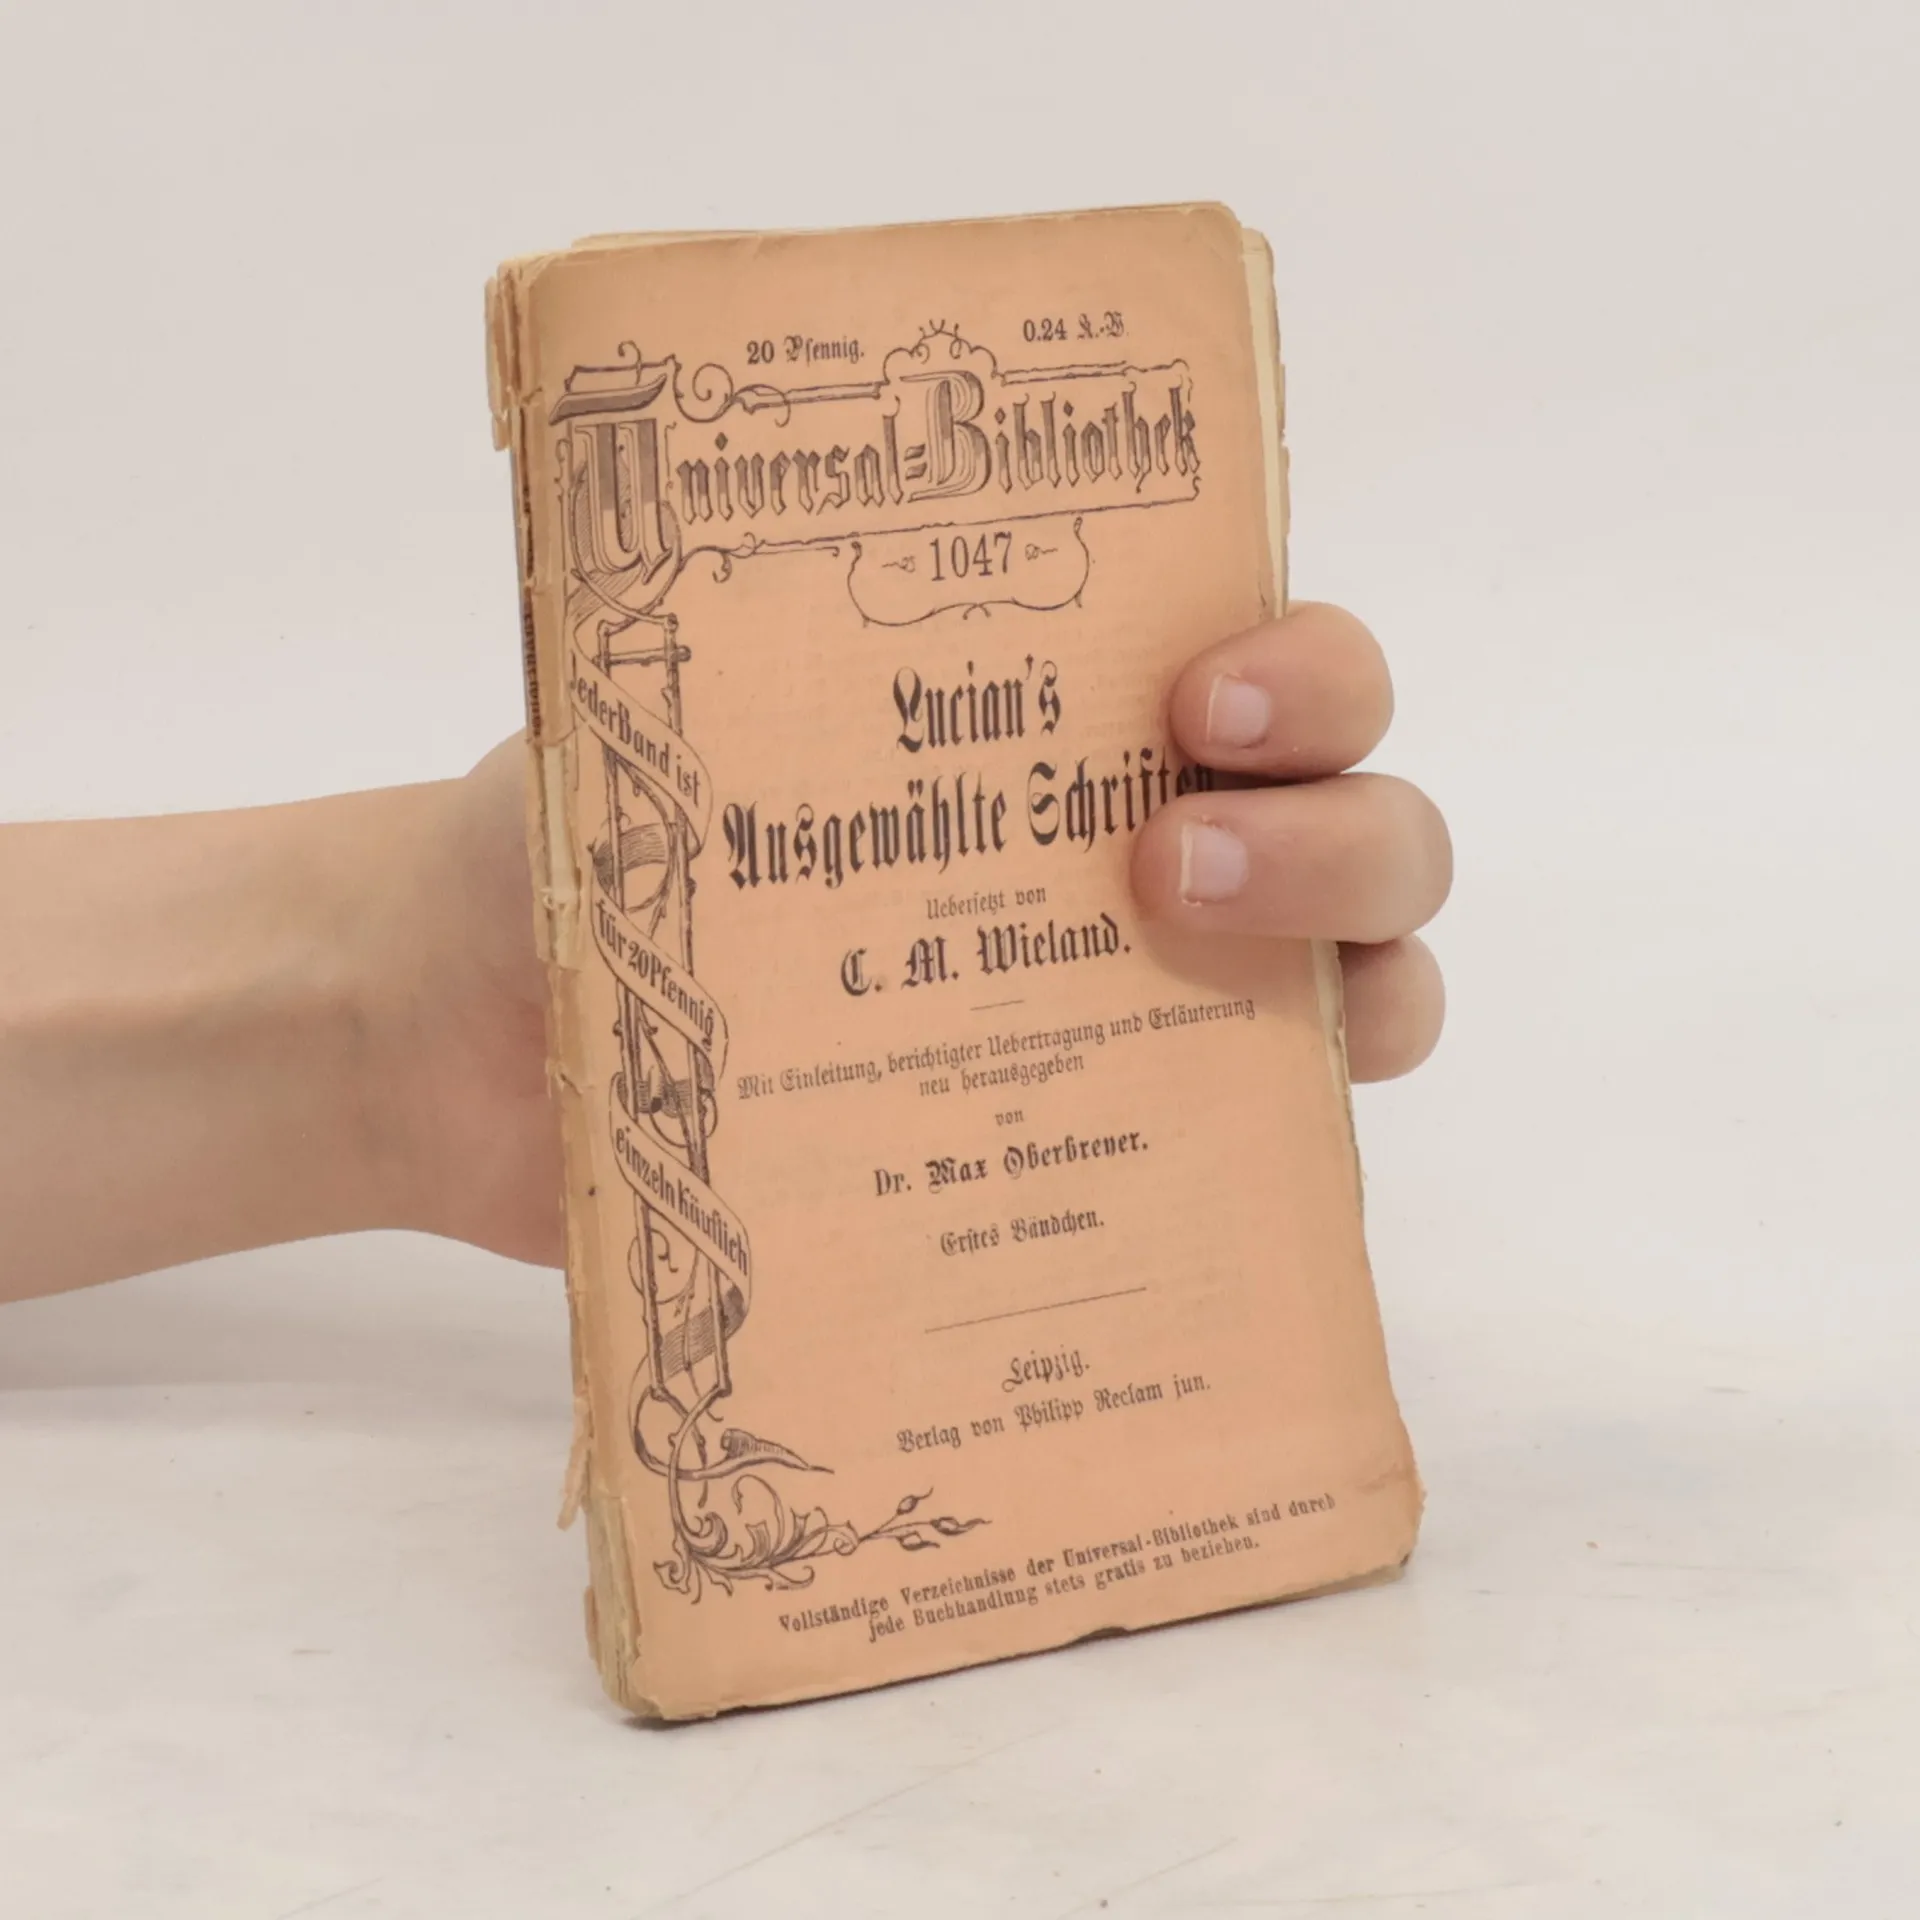 20 Pfennig. 0.24 K.-W.
Universal-Bibliothek
1047
Jeder Band ist
für 20 Pfennig
einzeln käuflich
Lucian's
Ausgewählte Schriften
Uebersetzt von
C. M. Wieland.
Mit Einleitung, berichtigter Uebertragung und Erläuterung
neu herausgegeben
von
Dr. Max Oberbreyer.
Erstes Bändchen.
Leipzig.
Verlag von Philipp Reclam jun.
Vollständige Verzeichnisse der Universal-Bibliothek sind durch
jede Buchhandlung stets gratis zu beziehen.